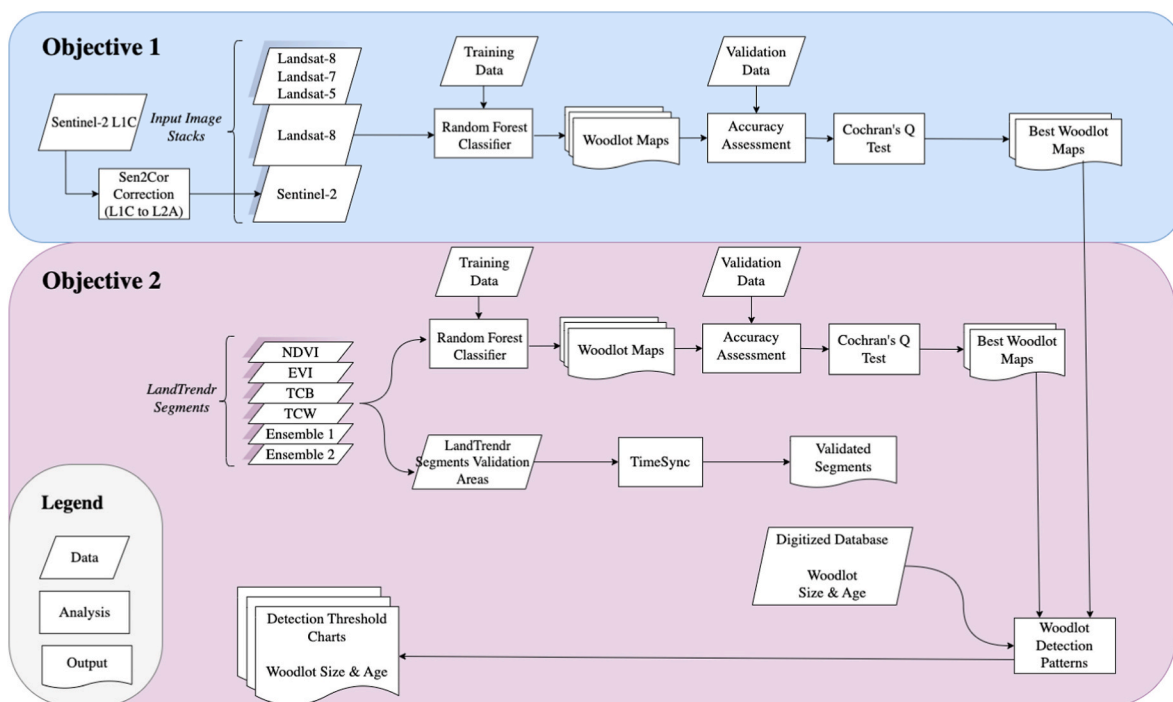 Objective 1
Sentinel-2 L1C
Sen2Cor
Correction
(L1C to L2A)
Input Image
Stacks
Landsat-8
Landsat-7
Landsat-5
Landsat-8
Sentinel-2
Training
Data
Random Forest
Classifier
Woodlot Maps
Validation
Data
Accuracy
Assessment
Cochran's Q
Test
Best Woodlot
Maps
Objective 2
LandTrendr
Segments
NDVI
EVI
TCB
TCW
Ensemble 1
Ensemble 2
Training
Data
Random Forest
Classifier
Woodlot Maps
Validation
Data
Accuracy
Assessment
Cochran's Q
Test
Best Woodlot
Maps
LandTrendr
Segments Validation
Areas
TimeSync
Validated
Segments
Digitized Database
Woodlot
Size & Age
Woodlot
Detection
Patterns
Detection Threshold
Charts
Woodlot Size & Age
Legend
Data
Analysis
Output